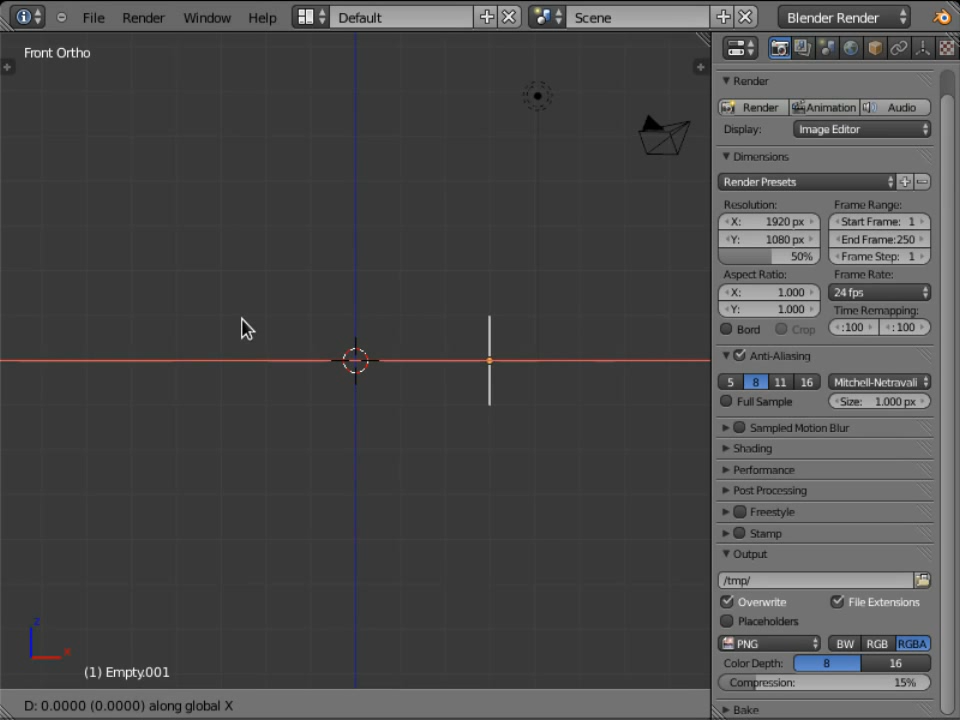 File Render Window Help Default Scene Blender Render
Front Ortho
Render
Render Animation Audio
Display: Image Editor
Dimensions
Render Presets
Resolution: Frame Range:
X: 1920 px Start Frame: 1
Y: 1080 px End Frame:250
50% Frame Step: 1
Aspect Ratio: Frame Rate:
X: 1.000 24 fps
Y: 1.000 Time Remapping:
Bord Crop :100 :100
Anti-Aliasing
5 8 11 16 Mitchell-Netravali
Full Sample Size: 1.000 px
Sampled Motion Blur
Shading
Performance
Post Processing
Freestyle
Stamp
Output
/tmp/
Overwrite File Extensions
Placeholders
PNG BW RGB RGBA
Color Depth: 8 16
Compression: 15%
Bake
z
x
(1) Empty.001
D: 0.0000 (0.0000) along global X